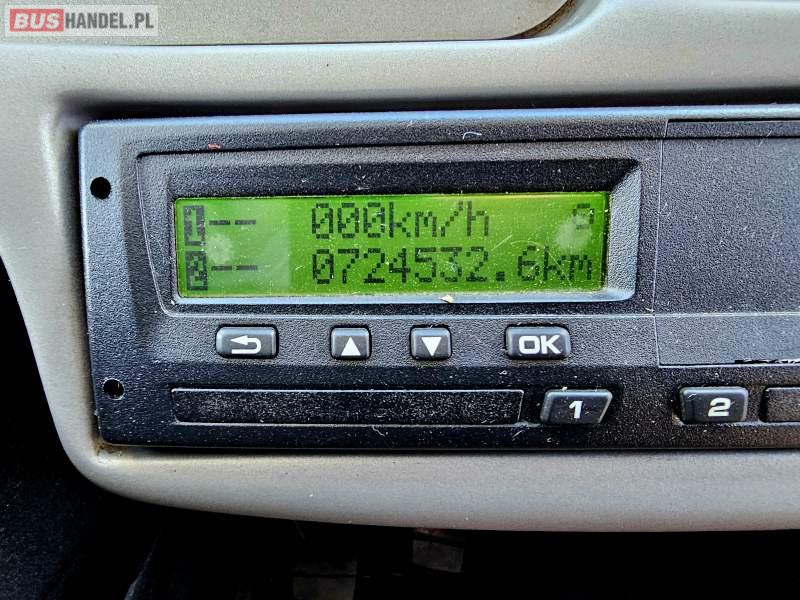 BUSHANDEL.PL
1-- 000km/h
2-- 0724532.6km
OK
1
2